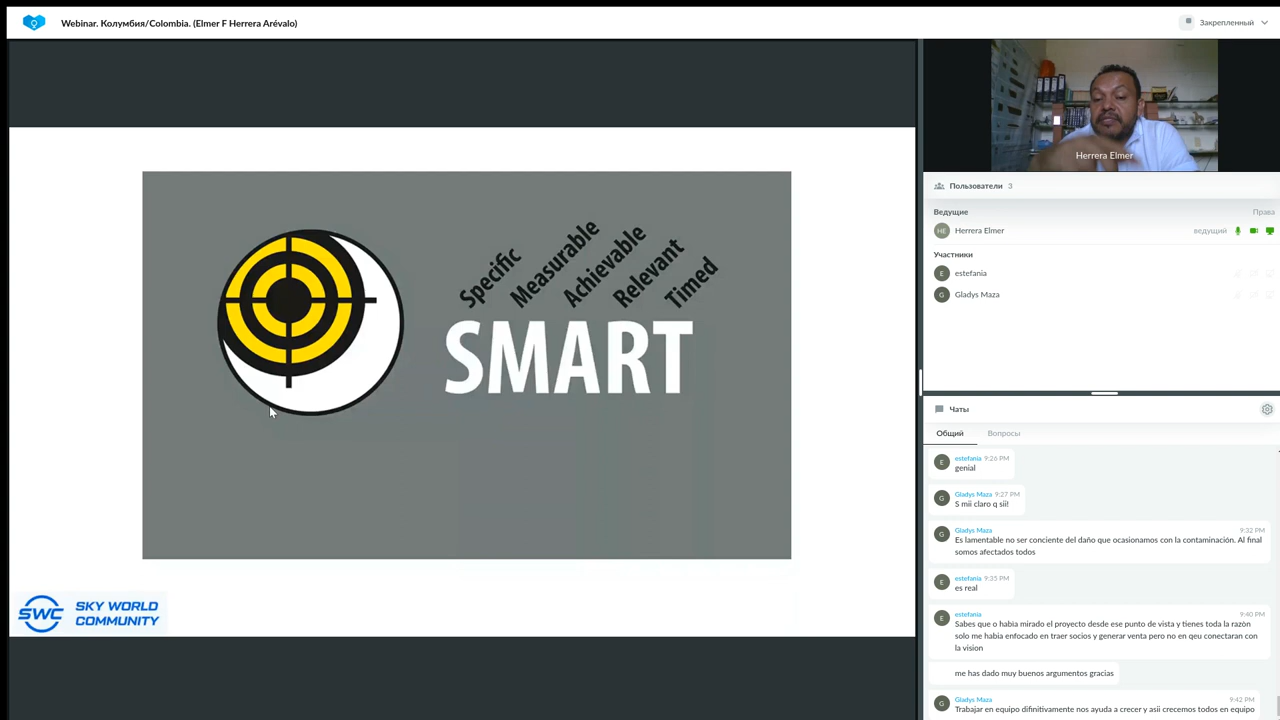 Webinar. Колумбия/Colombia. (Elmer F Herrera Arévalo)
Закрепленный
Specific
Measurable
Achievable
Relevant
Timed
SMART
SWC
SKY WORLD
COMMUNITY
Herrera Elmer
Пользователи 3
Ведущие
Права
HE
Herrera Elmer
ведущий
Участники
E
estefania
G
Gladys Maza
Чаты
Общий
Вопросы
E
estefania 9:26 PM
genial
G
Gladys Maza 9:27 PM
S mii claro q sii!
G
Gladys Maza 9:32 PM
Es lamentable no ser conciente del daño que ocasionamos con la contaminación. Al final
somos afectados todos
E
estefania 9:35 PM
es real
E
estefania 9:40 PM
Sabes que o habia mirado el proyecto desde ese punto de vista y tienes toda la razòn
solo me habia enfocado en traer socios y generar venta pero no en qeu conectaran con
la vision
me has dado muy buenos argumentos gracias
G
Gladys Maza 9:42 PM
Trabajar en equipo difinitivamente nos ayuda a crecer y asii crecemos todos en equipo